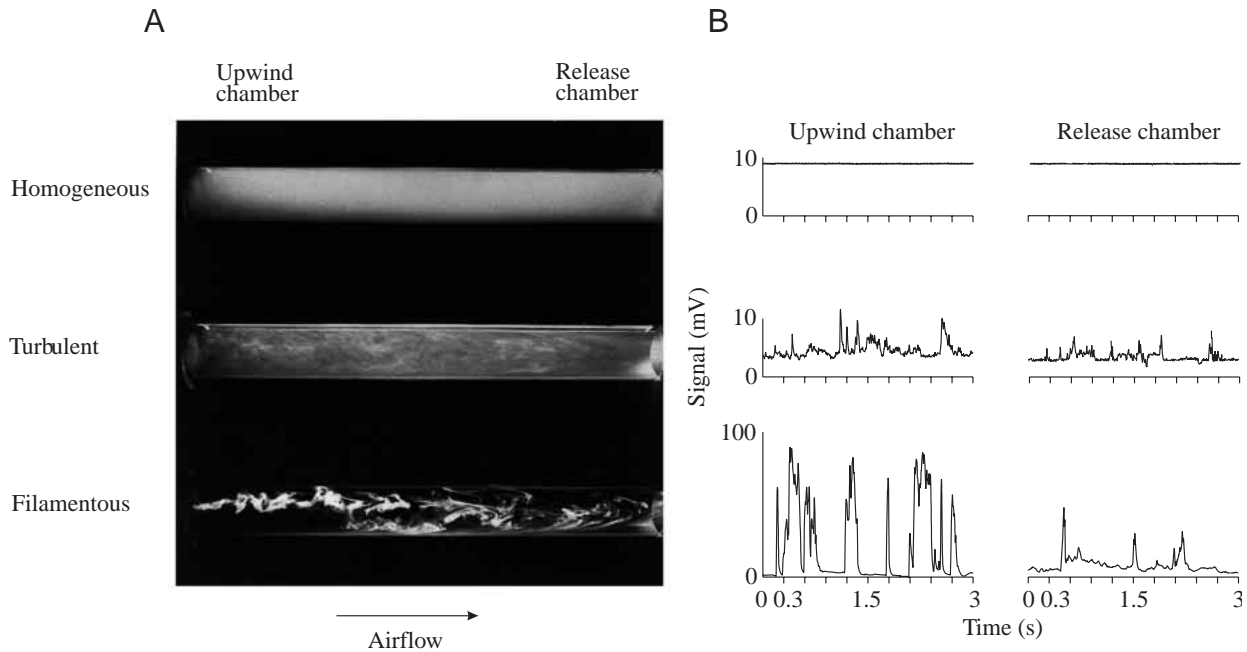 A
Upwind
chamber
Release
chamber
Homogeneous
Turbulent
Filamentous
Airflow
B
Upwind chamber
Release chamber
10
0
10
0
100
0
Signal (mV)
0 0.3 1.5 3
0 0.3 1.5 3
Time (s)